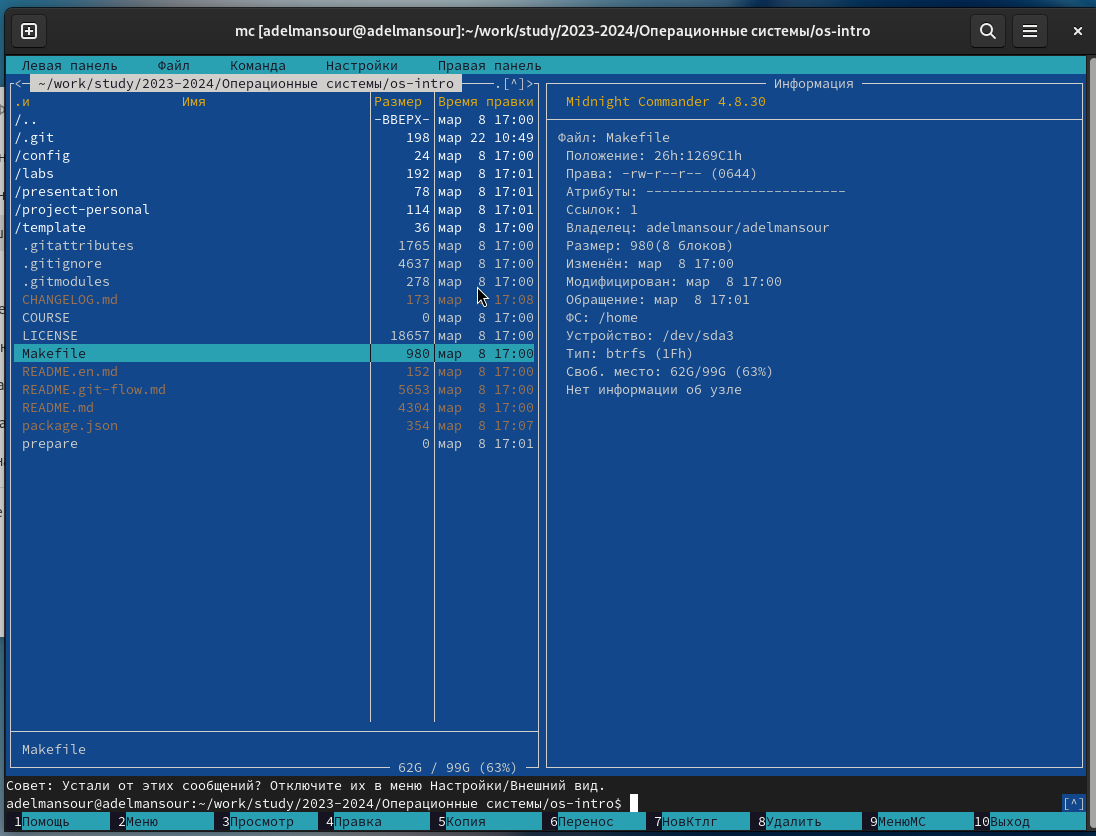 mc [adelmansour@adelmansour]:~/work/study/2023-2024/Операционные системы/os-intro
Левая панель Файл Команда Настройки Правая панель
<— ~/work/study/2023-2024/Операционные системы/os-intro .[^]>
.и Имя Размер Время правки
/.. -ВВЕРХ- мар 8 17:00
/.git 198 мар 22 10:49
/config 24 мар 8 17:00
/labs 192 мар 8 17:01
/presentation 78 мар 8 17:01
/project-personal 114 мар 8 17:01
/template 36 мар 8 17:00
.gitattributes 1765 мар 8 17:00
.gitignore 4637 мар 8 17:00
.gitmodules 278 мар 8 17:00
CHANGELOG.md 173 мар 8 17:08
COURSE 0 мар 8 17:00
LICENSE 18657 мар 8 17:00
Makefile 980 мар 8 17:00
README.en.md 152 мар 8 17:00
README.git-flow.md 5653 мар 8 17:00
README.md 4304 мар 8 17:00
package.json 354 мар 8 17:07
prepare 0 мар 8 17:01
Makefile
62G / 99G (63%)
Информация
Midnight Commander 4.8.30
Файл: Makefile
Положение: 26h:1269C1h
Права: -rw-r--r-- (0644)
Атрибуты: -------------------------
Ссылок: 1
Владелец: adelmansour/adelmansour
Размер: 980(8 блоков)
Изменён: мар 8 17:00
Модифицирован: мар 8 17:00
Обращение: мар 8 17:01
ФС: /home
Устройство: /dev/sda3
Тип: btrfs (1Fh)
Своб. место: 62G/99G (63%)
Нет информации об узле
Совет: Устали от этих сообщений? Отключите их в меню Настройки/Внешний вид.
adelmansour@adelmansour:~/work/study/2023-2024/Операционные системы/os-intro$ [^]
1Помощь 2Меню 3Просмотр 4Правка 5Копия 6Перенос 7НовКтлг 8Удалить 9МенюMC 10Выход